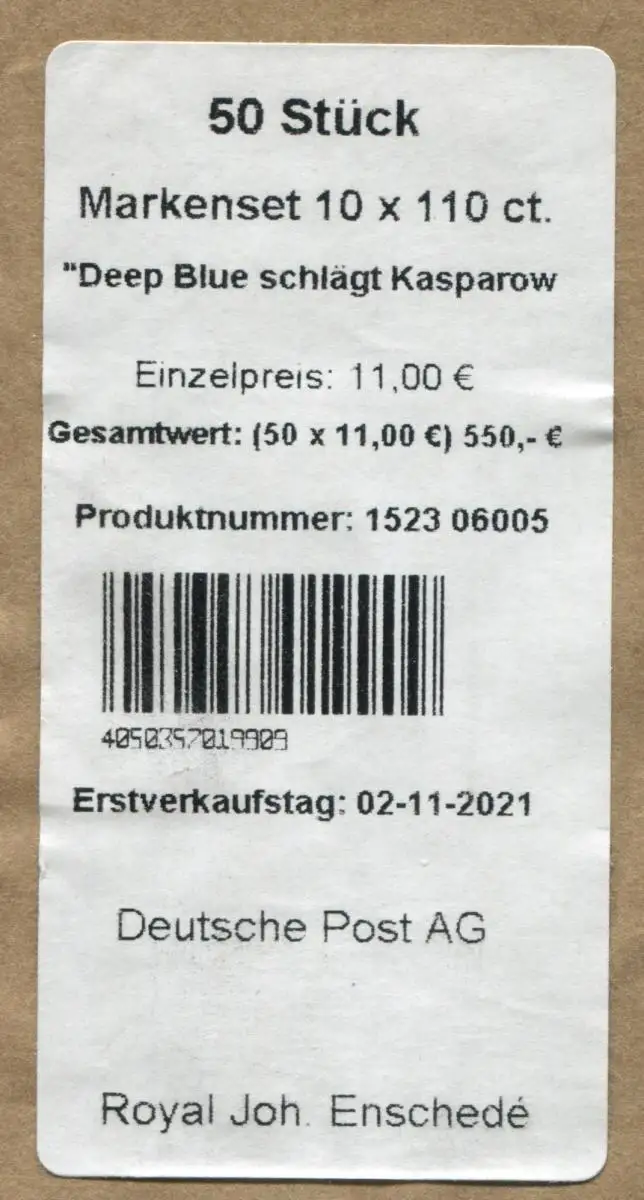 50 Stück
Markenset 10 x 110 ct.
"Deep Blue schlägt Kasparow
Einzelpreis: 11,00 €
Gesamtwert: (50 x 11,00 €) 550,- €
Produktnummer: 1523 06005
4050357019909
Erstverkaufstag: 02-11-2021
Deutsche Post AG
Royal Joh. Enschedé